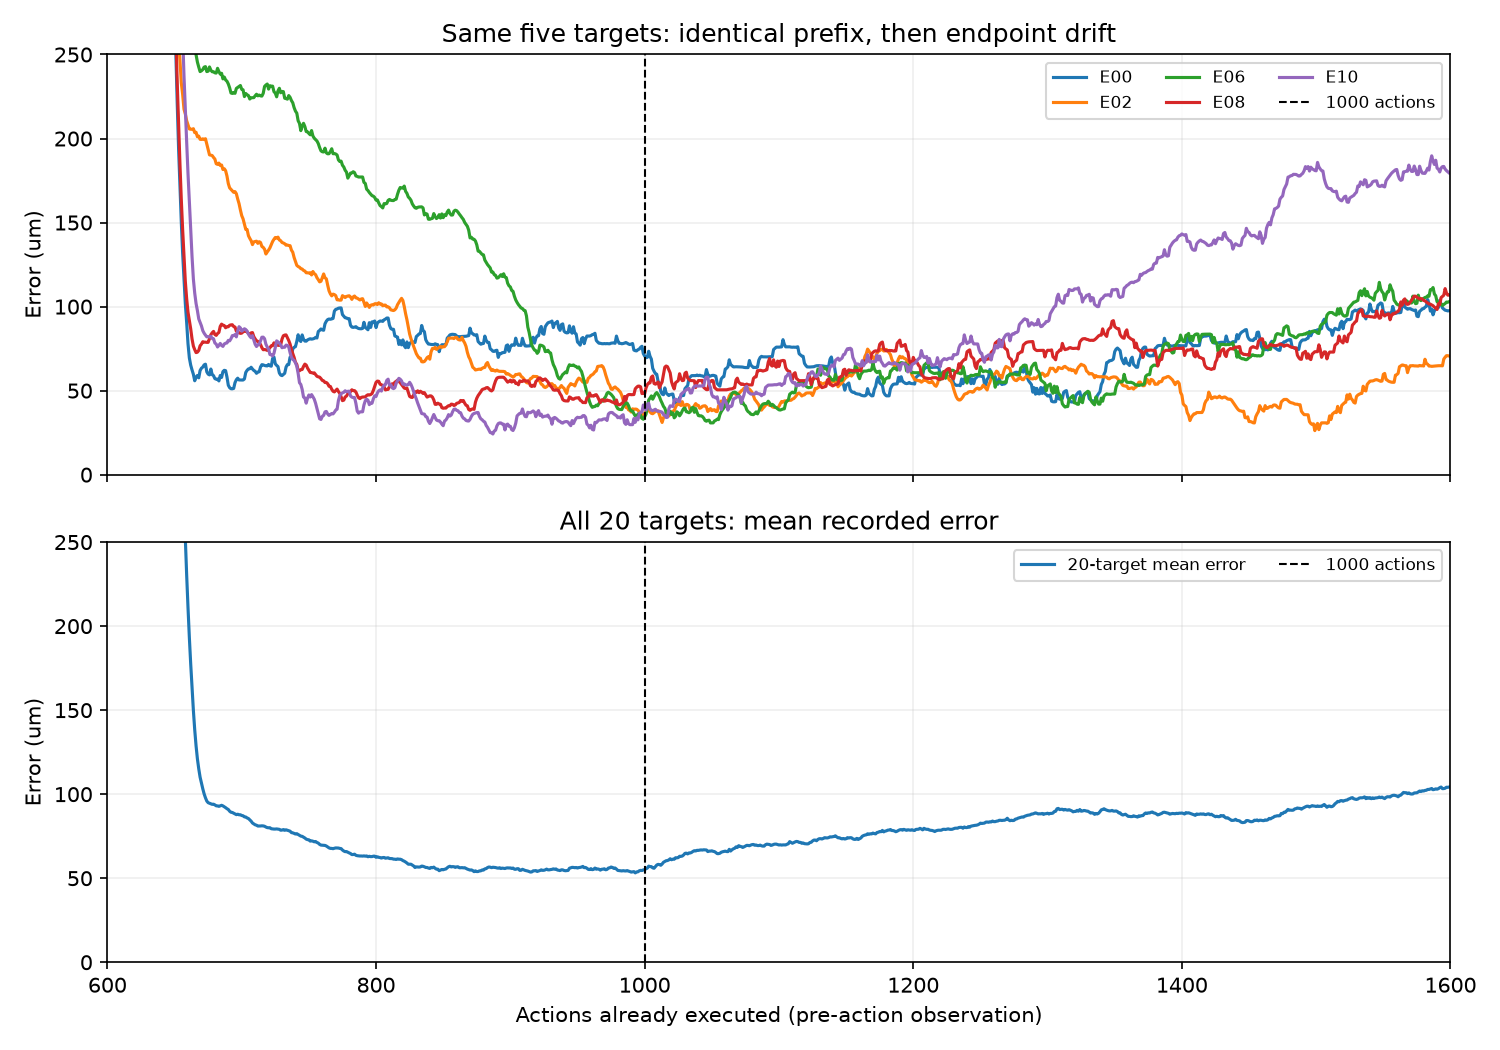 Same five targets: identical prefix, then endpoint drift
250
200
150
100
50
0
Error (um)
E00 E06 E10
E02 E08 1000 actions
All 20 targets: mean recorded error
250
200
150
100
50
0
Error (um)
20-target mean error 1000 actions
600 800 1000 1200 1400 1600
Actions already executed (pre-action observation)